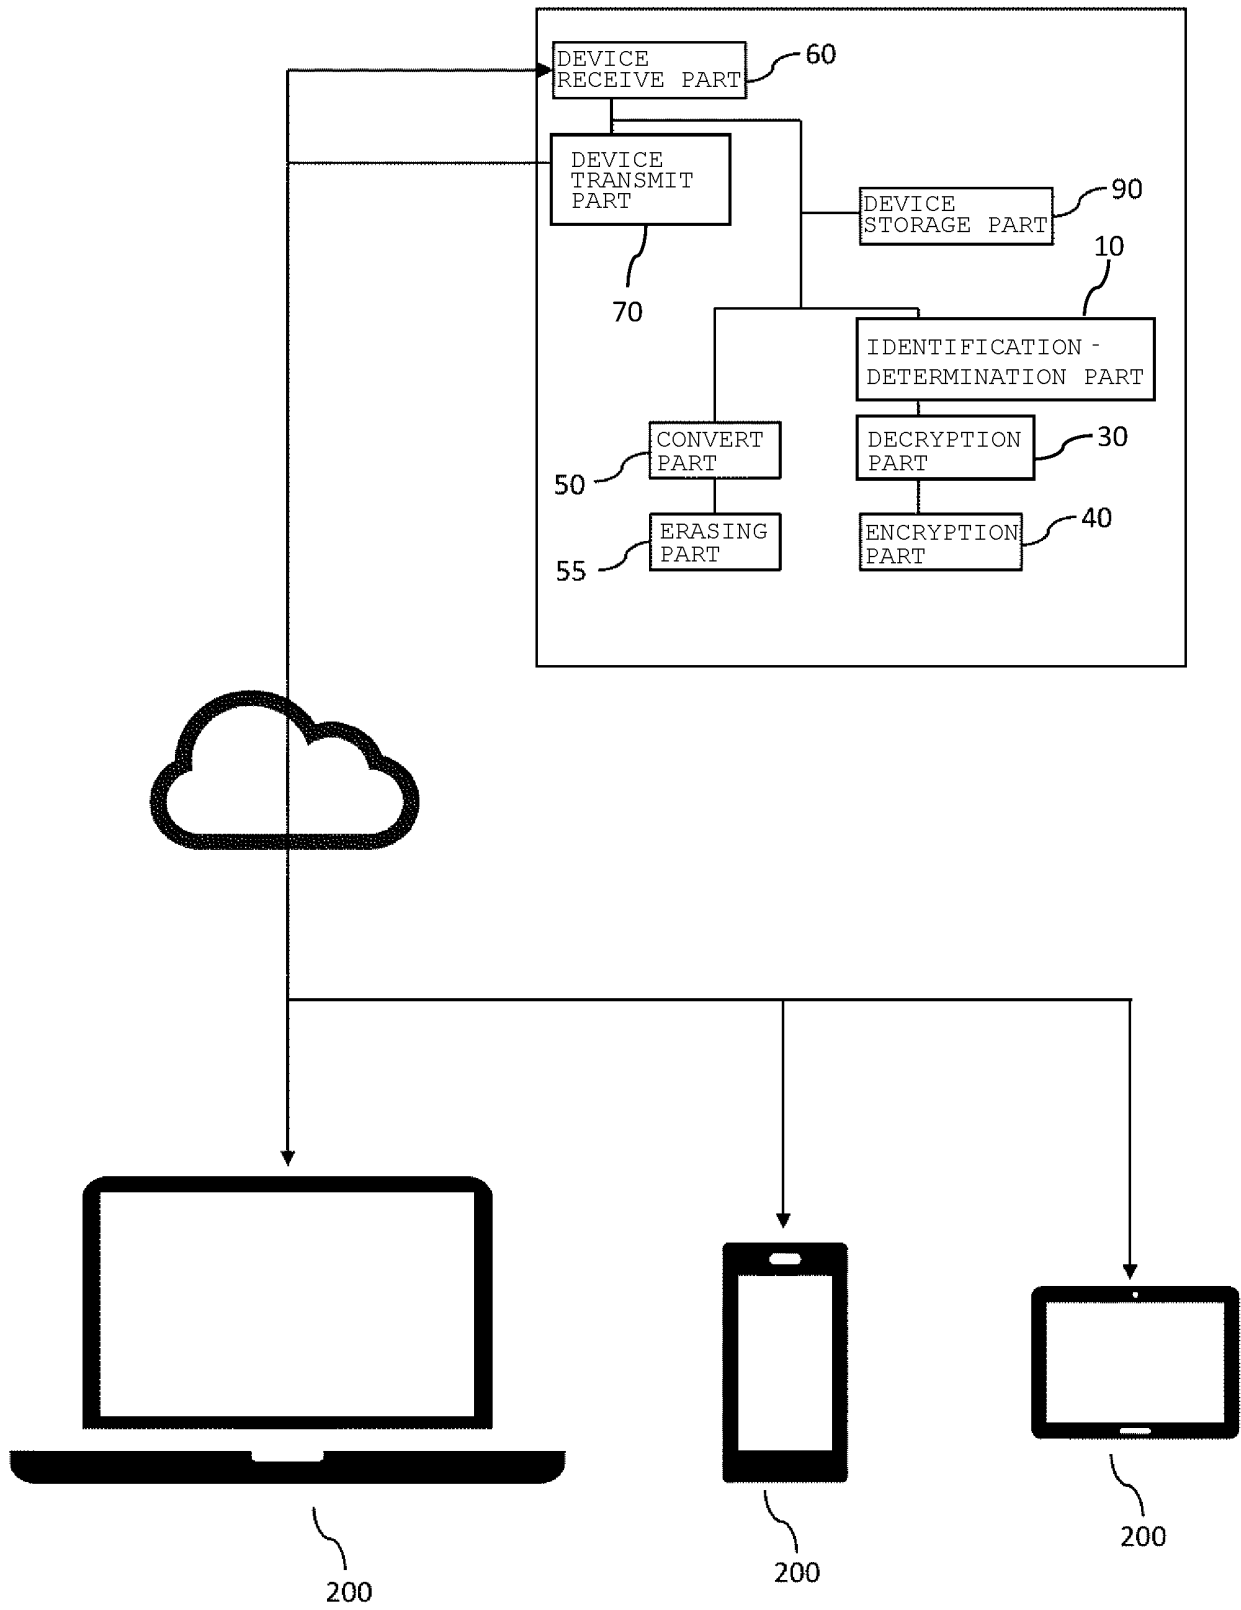 DEVICE
RECEIVE PART
60
DEVICE
TRANSMIT
PART
70
DEVICE
STORAGE PART
90
10
IDENTIFICATION-
DETERMINATION PART
CONVERT
PART
50
DECRYPTION
PART
30
ERASING
PART
55
ENCRYPTION
PART
40
200
200
200